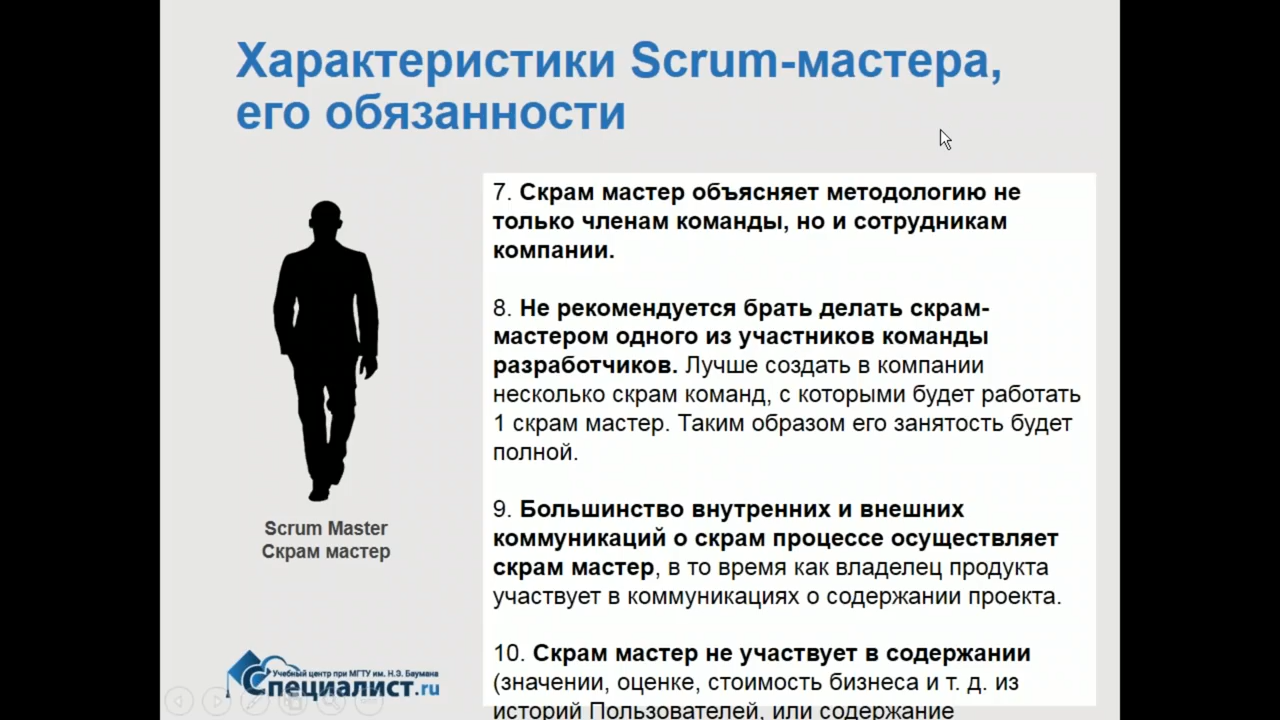 Характеристики Scrum-мастера,
его обязанности
7. Скрам мастер объясняет методологию не
только членам команды, но и сотрудникам
компании.
8. Не рекомендуется брать делать скрам-
мастером одного из участников команды
разработчиков. Лучше создать в компании
несколько скрам команд, с которыми будет работать
1 скрам мастер. Таким образом его занятость будет
полной.
9. Большинство внутренних и внешних
коммуникаций о скрам процессе осуществляет
скрам мастер, в то время как владелец продукта
участвует в коммуникациях о содержании проекта.
10. Скрам мастер не участвует в содержании
(значении, оценке, стоимость бизнеса и т. д. из
историй Пользователей, или содержание
Scrum Master
Скрам мастер
Учебный центр при МГТУ им. Н.Э. Баумана
Специалист.ru